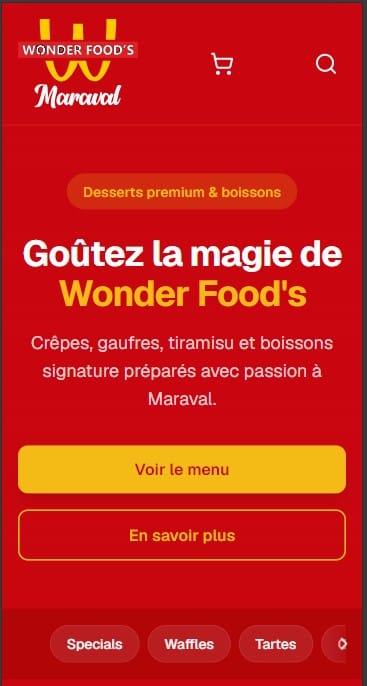 WONDER FOOD'S
Maraval
Desserts premium & boissons
Goûtez la magie de
Wonder Food's
Crêpes, gaufres, tiramisu et boissons
signature préparés avec passion à
Maraval.
Voir le menu
En savoir plus
Specials
Waffles
Tartes